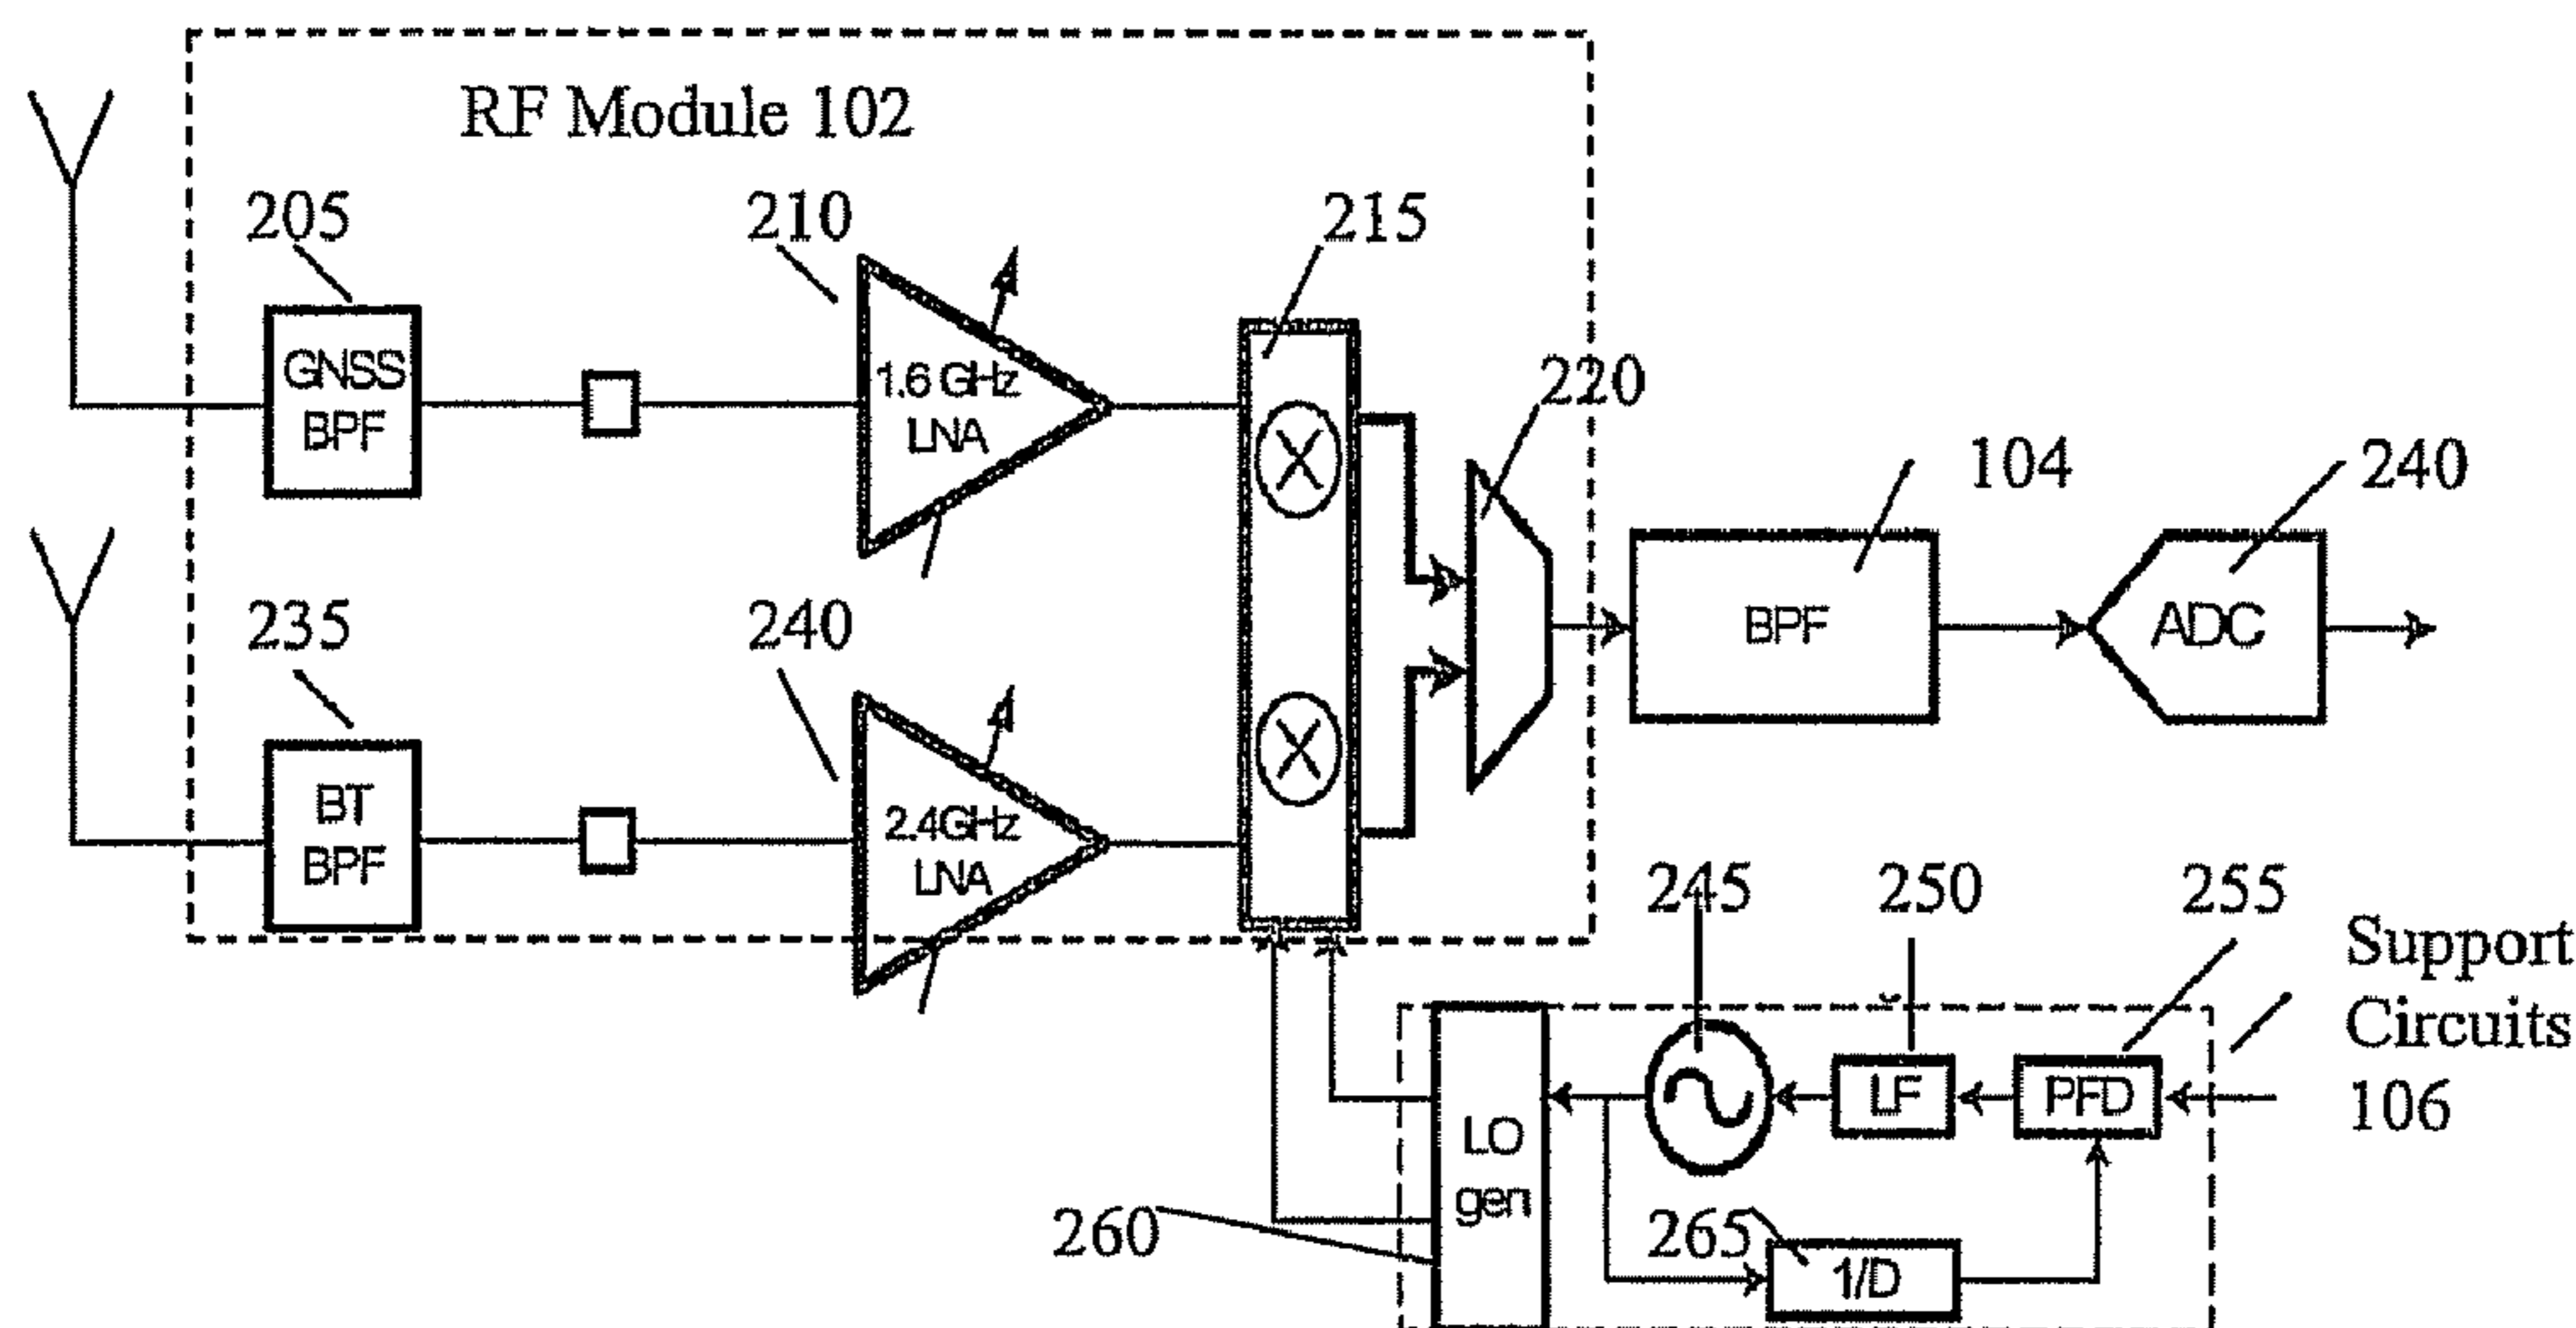 RF Module 102
205
210
215
GNSS
BPF
1.6 GHz
LNA
220
104
240
BPF
ADC
235
240
BT
BPF
2.4GHz
LNA
245
250
255
Support
Circuits
106
LO
gen
LF
PFD
260
265
1/D